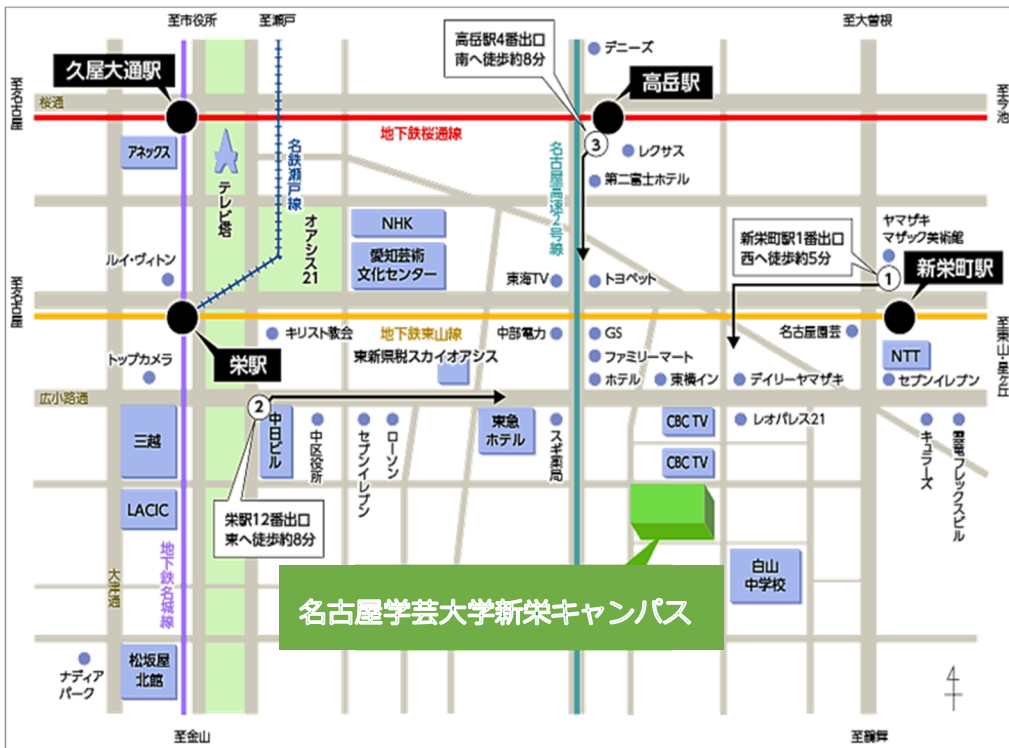 至市役所
至瀬戸
至大曽根
高岳駅4番出口
南へ徒歩約8分
デニーズ
久屋大通駅
高岳駅
至名古屋
桜通
至今池
地下鉄桜通線
3
アネックス
レクサス
名鉄瀬戸線
名古屋高速2号線
第二富士ホテル
テレビ塔
オアシス21
NHK
愛知芸術
文化センター
ヤマザキ
マザック美術館
新栄町駅1番出口
西へ徒歩約5分
新栄町駅
1
ルイ・ヴィトン
東海TV
トヨペット
至名古屋
至東山・星ヶ丘
キリスト教会
地下鉄東山線
中部電力
GS
名古屋園芸
栄駅
東新県税スカイオアシス
ファミリーマート
NTT
トップカメラ
ホテル
東横イン
デイリーヤマザキ
セブンイレブン
広小路通
2
三越
中日ビル
中区役所
セブンイレブン
ローソン
東急
ホテル
スギ薬局
CBC TV
レオパレス21
キュラーズ
フレックスビル
CBC TV
LACIC
栄駅12番出口
東へ徒歩約8分
地下鉄名城線
大津通
白山
中学校
名古屋学芸大学新栄キャンパス
松坂屋
北館
ナディア
パーク
4
至金山
至鶴舞